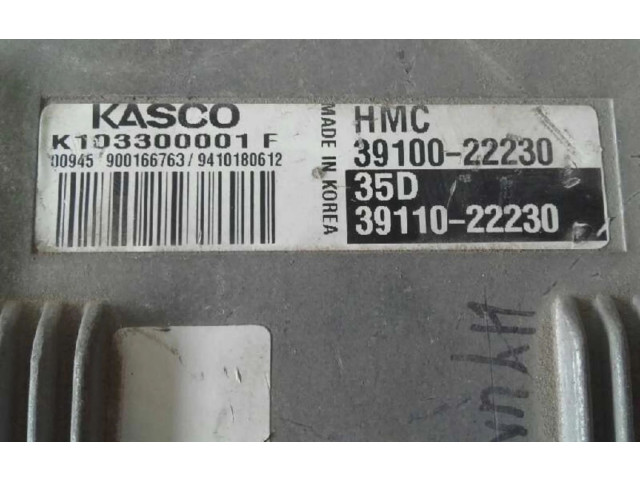 KASCO
K103300001 F
00945 900166763/9410180612
MADE IN KOREA
HMC
39100-22230
35D
39110-22230